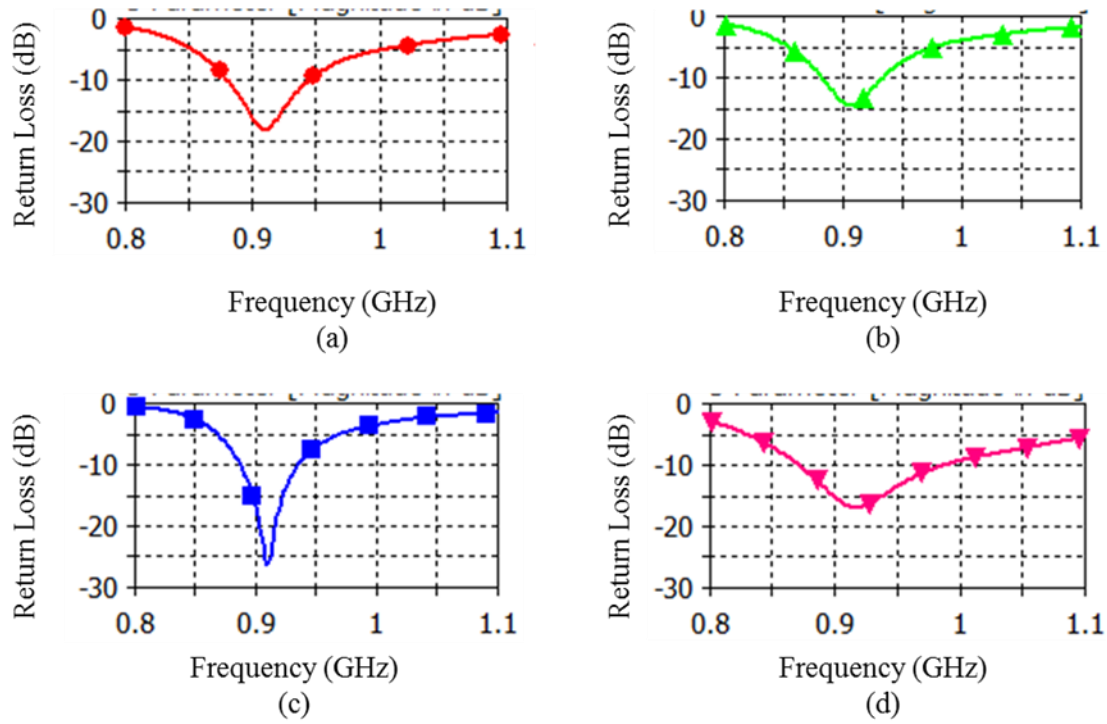 Return Loss (dB)
0
-10
-20
-30
0.8 0.9 1 1.1
Frequency (GHz)
(a)
Return Loss (dB)
0
-10
-20
-30
0.8 0.9 1 1.1
Frequency (GHz)
(b)
Return Loss (dB)
0
-10
-20
-30
0.8 0.9 1 1.1
Frequency (GHz)
(c)
Return Loss (dB)
0
-10
-20
-30
0.8 0.9 1 1.1
Frequency (GHz)
(d)